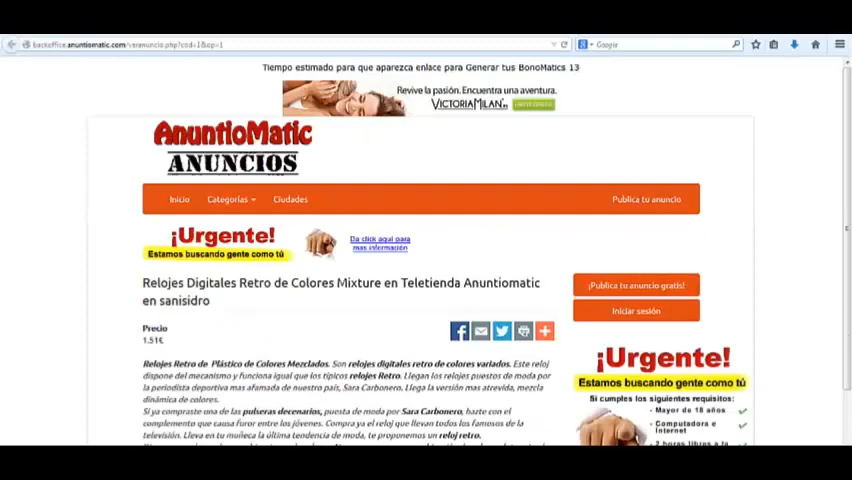 backoffice.anuntiomatic.com/veranuncio.php?cod=1&op=1
Google
Tiempo estimado para que aparezca enlace para Generar tus BonoMatics 13
Revive la pasión. Encuentra una aventura.
VICTORIAMILAN
ANUNTIOMATIC
ANUNCIOS
Inicio Categorías Ciudades Publica tu anuncio
¡Urgente!
Estamos buscando gente como tú
Da click aquí para
mas información
Relojes Digitales Retro de Colores Mixture en Teletienda Anuntiomatic
en sanisidro
¡Publica tu anuncio gratis!
Iniciar sesión
Precio
1.51€
Relojes Retro de Plástico de Colores Mezclados. Son relojes digitales retro de colores variados. Este reloj
dispone del mecanismo y funciona igual que los típicos relojes Retro. Llegan los relojes puestos de moda por
la periodista deportiva mas afamada de nuestro país, Sara Carbonero. Llega la versión mas atrevida, mezcla
dinámica de colores.
Si ya compraste una de las pulseras decenarios, puesta de moda por Sara Carbonero, hazte con el
complemento que causa furor entre los jóvenes. Compra ya el reloj que llevan todos los famosos de la
televisión. Lleva en tu muñeca la última tendencia de moda, te proponemos un reloj retro.
¡Urgente!
Estamos buscando gente como tú
Si cumples los siguientes requisitos:
- Mayor de 18 años
- Computadora e
Internet
- 2 horas libres a la